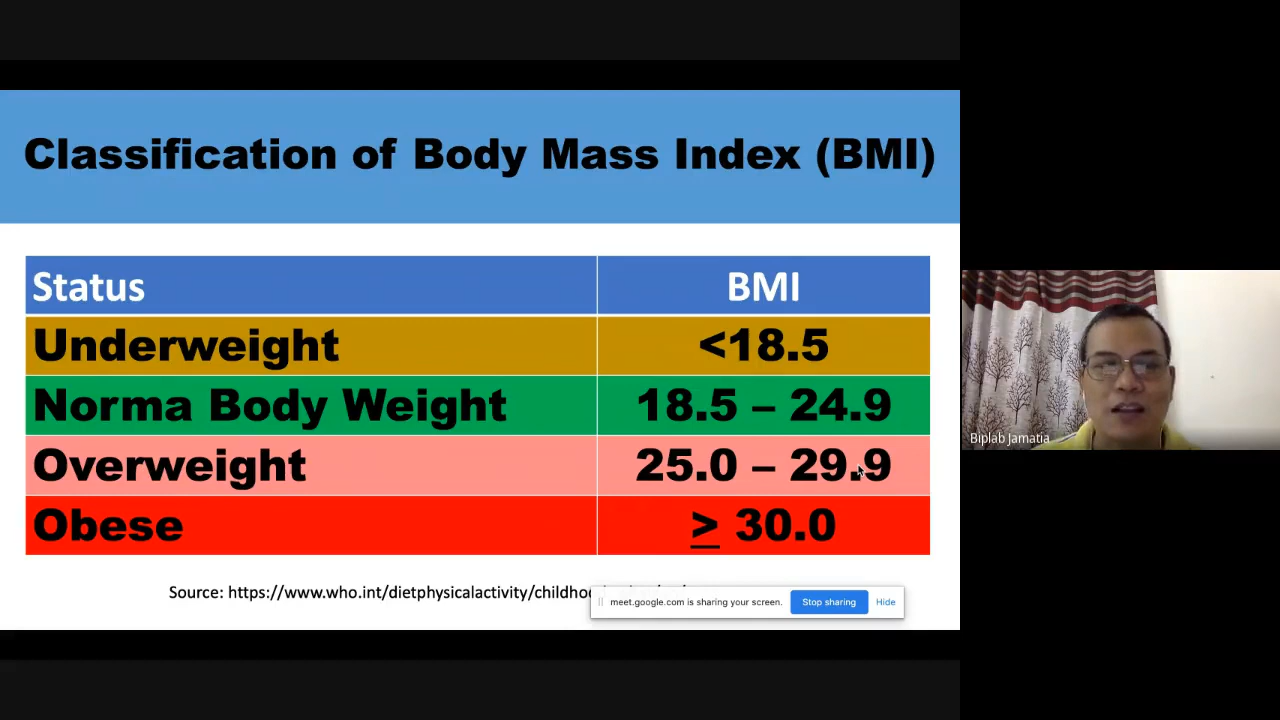 Classification of Body Mass Index (BMI)
Status BMI
Underweight <18.5
Norma Body Weight 18.5 – 24.9
Overweight 25.0 – 29.9
Obese ≥ 30.0
Source: https://www.who.int/dietphysicalactivity/childhoo
meet.google.com is sharing your screen. Stop sharing Hide
Biplab Jamatia